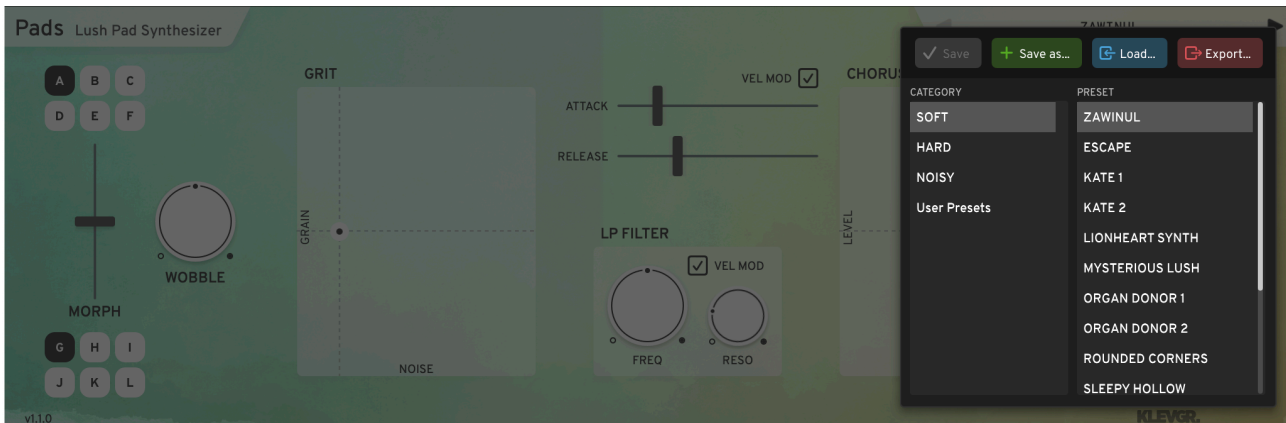 Pads Lush Pad Synthesizer
ZAWINUL
Save
Save as...
Load...
Export...
A B C
D E F
MORPH
WOBBLE
G H I
J K L
v1.1.0
GRIT
GRAIN
NOISE
VEL MOD
ATTACK
RELEASE
LP FILTER
VEL MOD
FREQ
RESO
CHORUS
LEVEL
CATEGORY
SOFT
HARD
NOISY
User Presets
PRESET
ZAWINUL
ESCAPE
KATE 1
KATE 2
LIONHEART SYNTH
MYSTERIOUS LUSH
ORGAN DONOR 1
ORGAN DONOR 2
ROUNDED CORNERS
SLEEPY HOLLOW
KLEVGR.